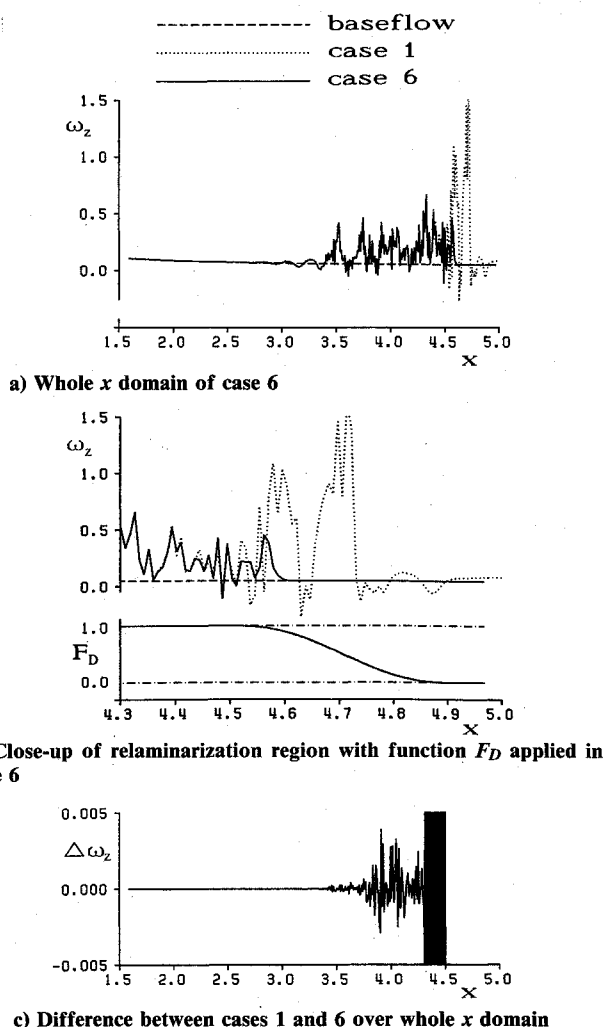 baseflow
case 1
case 6
1.5
ωz
1.0
0.5
0.0
1.5 2.0 2.5 3.0 3.5 4.0 4.5 5.0
x
a) Whole x domain of case 6
1.5
ωz
1.0
0.5
0.0
1.0
FD
0.0
4.3 4.4 4.5 4.6 4.7 4.8 4.9 5.0
x
Close-up of relaminarization region with function FD applied in
6
0.005
Δωz
0.000
-0.005
1.5 2.0 2.5 3.0 3.5 4.0 4.5 5.0
x
c) Difference between cases 1 and 6 over whole x domain